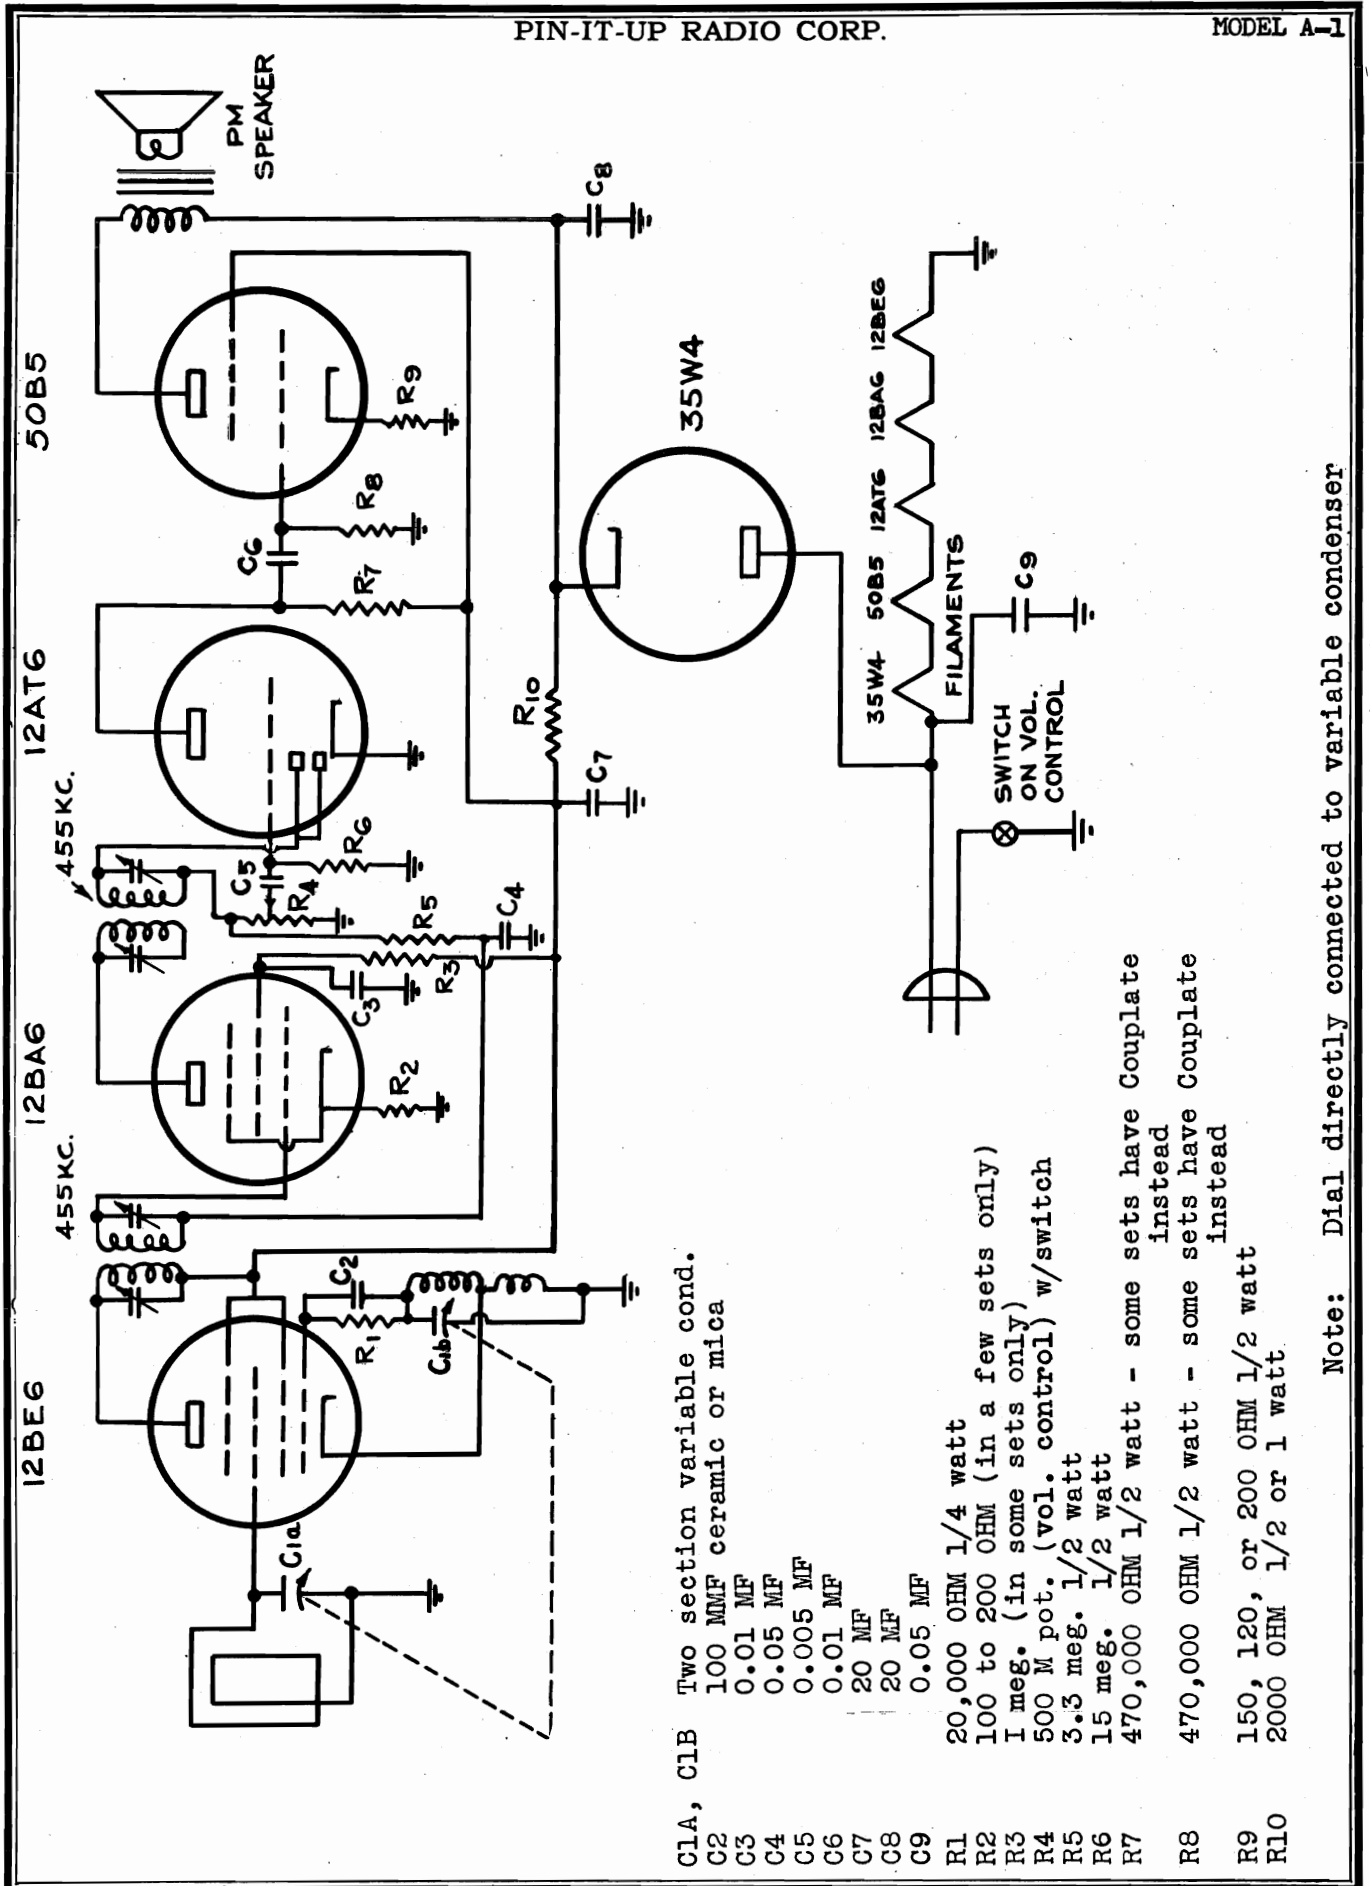 PIN-IT-UP RADIO CORP.
MODEL A-1
12BE6
455KC.
12BA6
455KC.
12AT6
50B5
PM
SPEAKER
C1a
R1
C2
C1b
R2
C3
R3
R5
C4
R4
C5
R6
R7
C6
R8
R9
C7
R10
C8
35W4
35W4
50B5
12AT6
12BA6
12BE6
FILAMENTS
C9
SWITCH
ON VOL.
CONTROL
C1A, C1B Two section variable cond.
C2 100 MMF ceramic or mica
C3 0.01 MF
C4 0.05 MF
C5 0.005 MF
C6 0.01 MF
C7 20 MF
C8 20 MF
C9 0.05 MF
R1 20,000 OHM 1/4 watt
R2 100 to 200 OHM (in a few sets only)
R3 I meg. (in some sets only)
R4 500 M pot. (vol. control) w/switch
R5 3.3 meg. 1/2 watt
R6 15 meg. 1/2 watt
R7 470,000 OHM 1/2 watt - some sets have Couplate
instead
R8 470,000 OHM 1/2 watt - some sets have Couplate
instead
R9 150, 120, or 200 OHM 1/2 watt
R10 2000 OHM 1/2 or 1 watt
Note: Dial directly connected to variable condenser